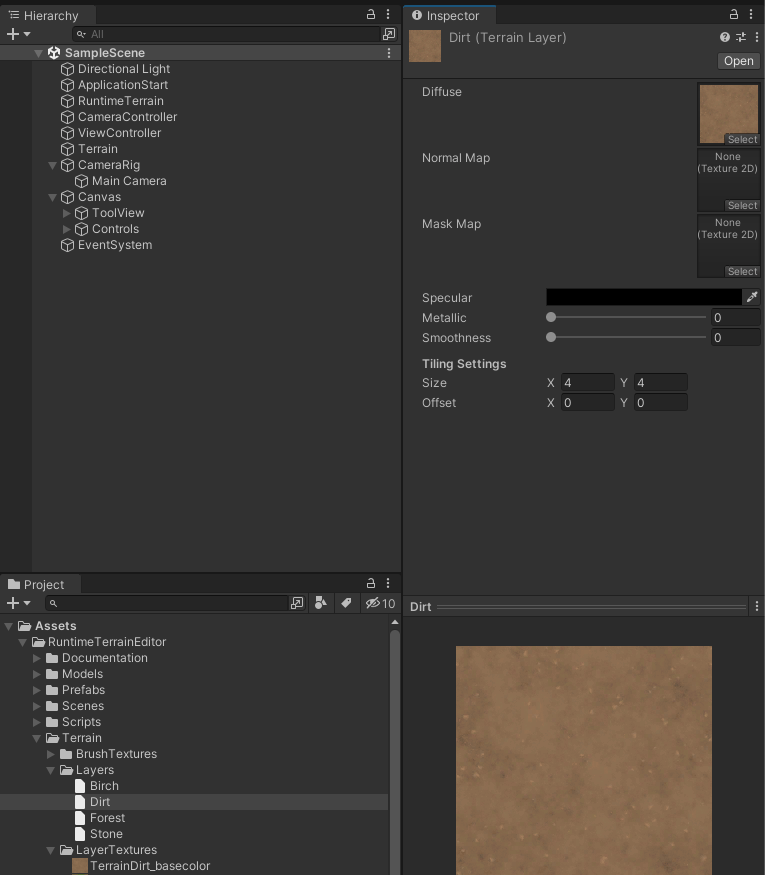 Hierarchy
All
SampleScene
Directional Light
ApplicationStart
RuntimeTerrain
CameraController
ViewController
Terrain
CameraRig
Main Camera
Canvas
ToolView
Controls
EventSystem
Inspector
Dirt (Terrain Layer)
Open
Diffuse
Select
Normal Map
None
(Texture 2D)
Select
Mask Map
None
(Texture 2D)
Select
Specular
Metallic 0
Smoothness 0
Tiling Settings
Size X 4 Y 4
Offset X 0 Y 0
Project
10
Assets
RuntimeTerrainEditor
Documentation
Models
Prefabs
Scenes
Scripts
Terrain
BrushTextures
Layers
Birch
Dirt
Forest
Stone
LayerTextures
TerrainDirt_basecolor
Dirt